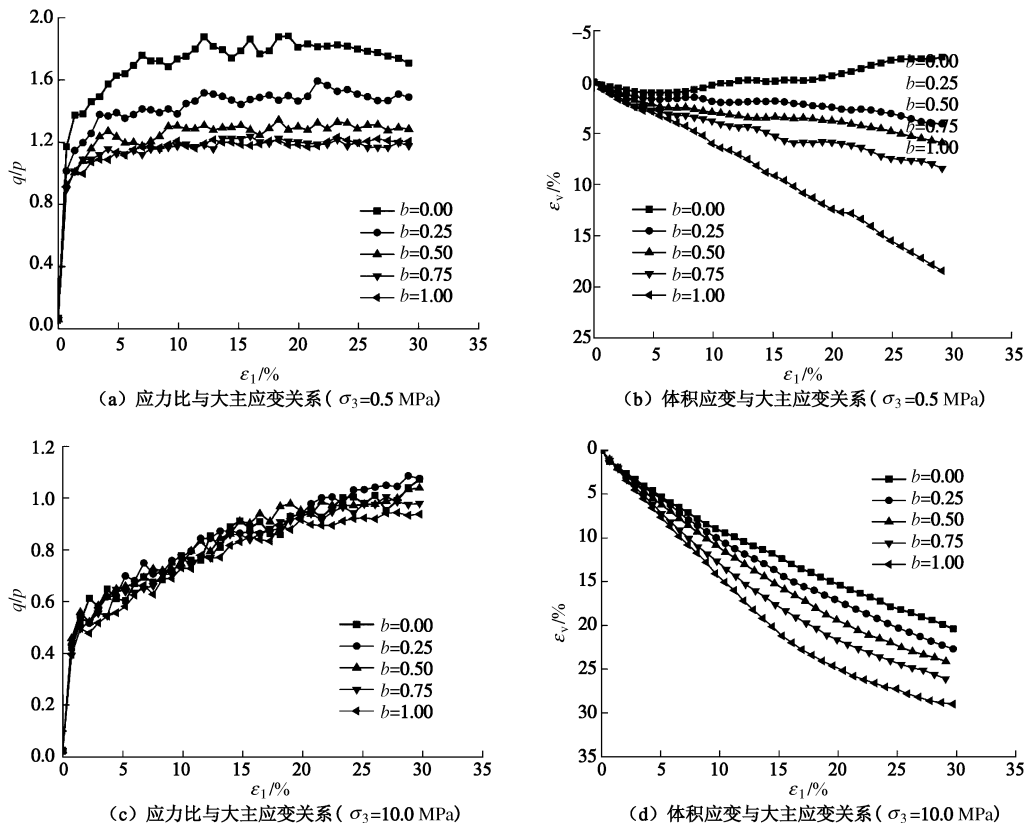 2.0
1.6
1.2
0.8
0.4
0.0
q/p
b=0.00
b=0.25
b=0.50
b=0.75
b=1.00
0 5 10 15 20 25 30 35
ε1/%
(a) 应力比与大主应变关系( σ3=0.5 MPa)
-5
0
5
10
15
20
25
εv/%
b=0.00
b=0.25
b=0.50
b=0.75
b=1.00
b=0.00
b=0.25
b=0.50
b=0.75
b=1.00
0 5 10 15 20 25 30 35
ε1/%
(b) 体积应变与大主应变关系( σ3=0.5 MPa)
1.2
1.0
0.8
0.6
0.4
0.2
0.0
q/p
b=0.00
b=0.25
b=0.50
b=0.75
b=1.00
0 5 10 15 20 25 30 35
ε1/%
(c) 应力比与大主应变关系( σ3=10.0 MPa)
0
5
10
15
20
25
30
35
εv/%
b=0.00
b=0.25
b=0.50
b=0.75
b=1.00
0 5 10 15 20 25 30 35
ε1/%
(d) 体积应变与大主应变关系( σ3=10.0 MPa)